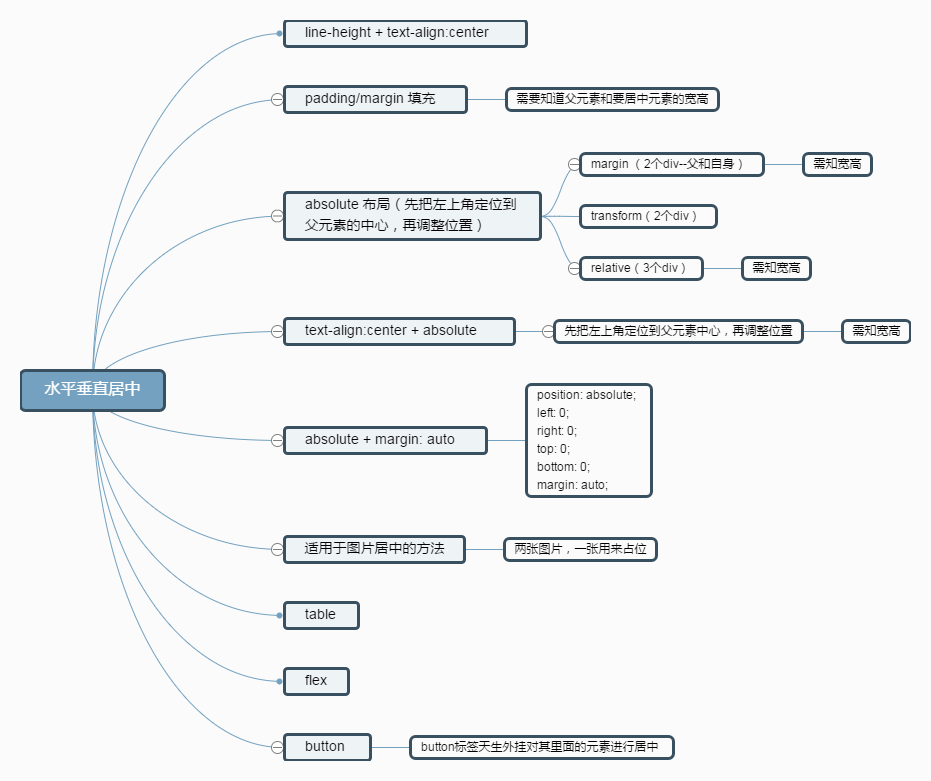 水平垂直居中
line-height + text-align:center
padding/margin 填充
需要知道父元素和要居中元素的宽高
absolute 布局（先把左上角定位到
父元素的中心，再调整位置）
margin（2个div--父和自身）
需知宽高
transform（2个div）
relative（3个div）
需知宽高
text-align:center + absolute
先把左上角定位到父元素中心，再调整位置
需知宽高
absolute + margin: auto
position: absolute;
left: 0;
right: 0;
top: 0;
bottom: 0;
margin: auto;
适用于图片居中的方法
两张图片，一张用来占位
table
flex
button
button标签天生外挂对其里面的元素进行居中